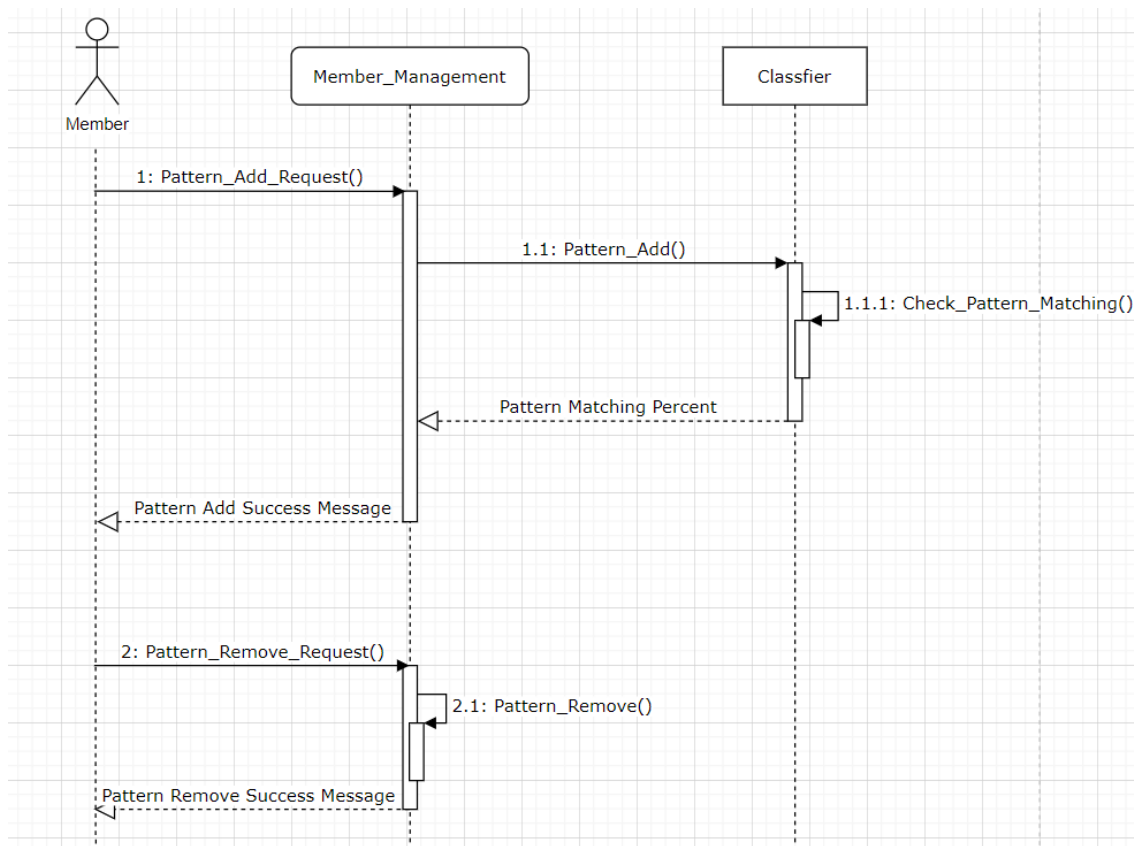 Member_Management
Classfier
Member
1: Pattern_Add_Request()
1.1: Pattern_Add()
1.1.1: Check_Pattern_Matching()
Pattern Matching Percent
Pattern Add Success Message
2: Pattern_Remove_Request()
2.1: Pattern_Remove()
Pattern Remove Success Message